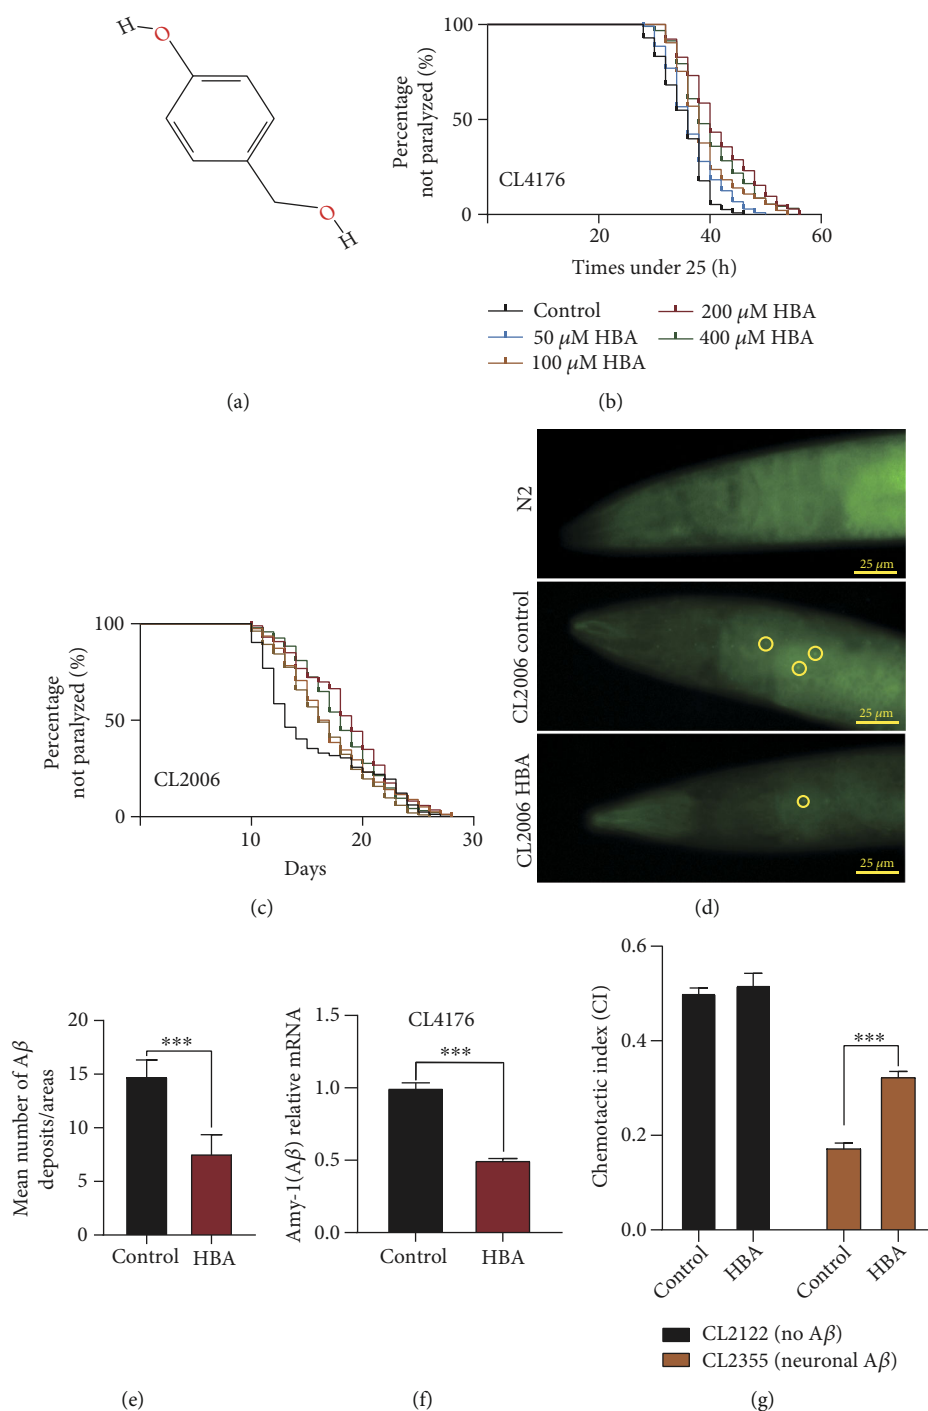 H
O
O
H
(a)
Percentage
not paralyzed (%)
100
50
0
CL4176
20
40
60
Times under 25 (h)
Control
50 μM HBA
100 μM HBA
200 μM HBA
400 μM HBA
(b)
Percentage
not paralyzed (%)
100
50
0
CL2006
10
20
30
Days
(c)
N2
25 μm
CL2006 control
25 μm
CL2006 HBA
25 μm
(d)
Mean number of Aβ
deposits/areas
20
15
10
5
0
***
Control
HBA
(e)
Amy-1(Aβ) relative mRNA
1.5
1.0
0.5
0.0
CL4176
***
Control
HBA
(f)
Chemotactic index (CI)
0.6
0.4
0.2
0.0
***
Control
HBA
Control
HBA
CL2122 (no Aβ)
CL2355 (neuronal Aβ)
(g)